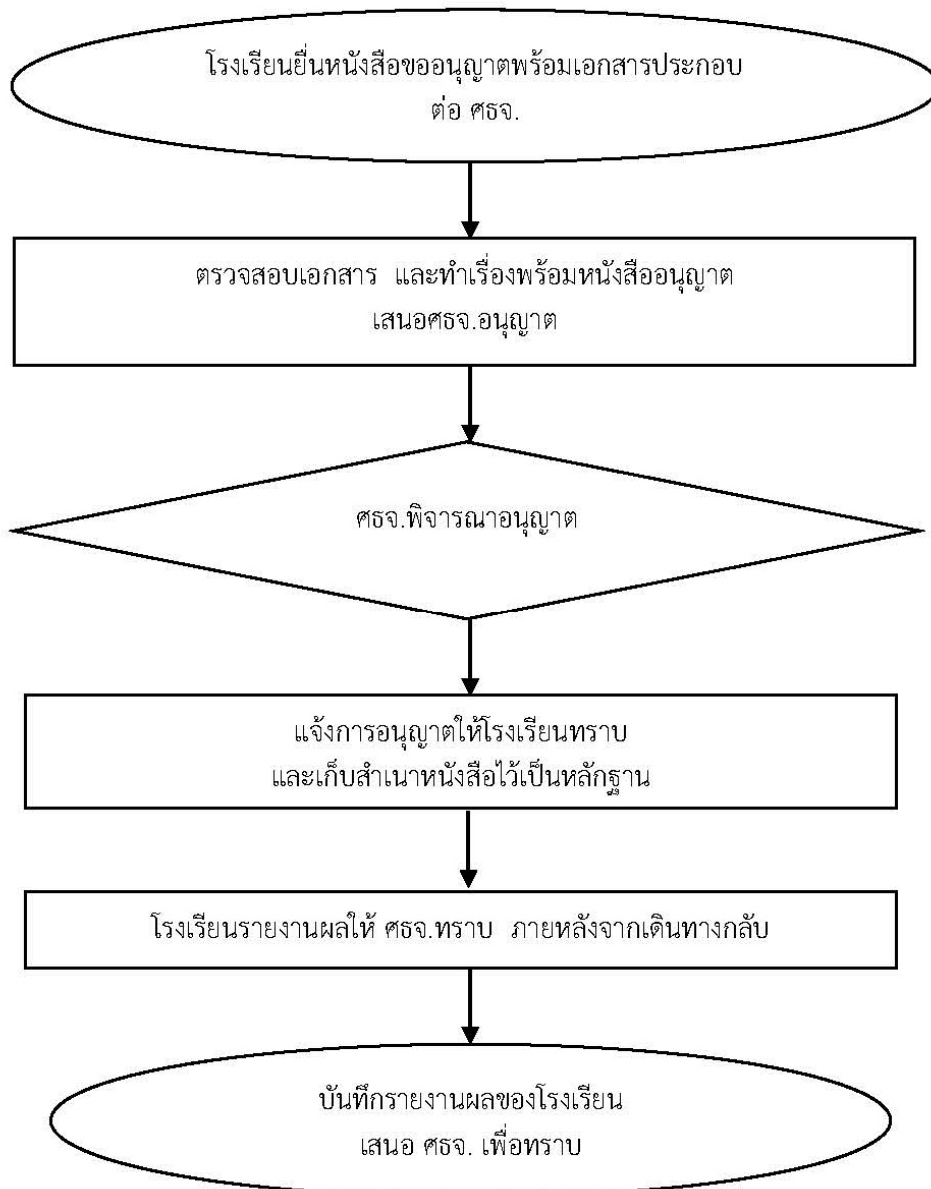 โรงเรียนยื่นหนังสือขออนุญาตพร้อมเอกสารประกอบ
ต่อ ศธจ.
ตรวจสอบเอกสาร และทำเรื่องพร้อมหนังสืออนุญาต
เสนอศธจ.อนุญาต
ศธจ.พิจารณาอนุญาต
แจ้งการอนุญาตให้โรงเรียนทราบ
และเก็บสำเนาหนังสือไว้เป็นหลักฐาน
โรงเรียนรายงานผลให้ ศธจ.ทราบ ภายหลังจากเดินทางกลับ
บันทึกรายงานผลของโรงเรียน
เสนอ ศธจ. เพื่อทราบ